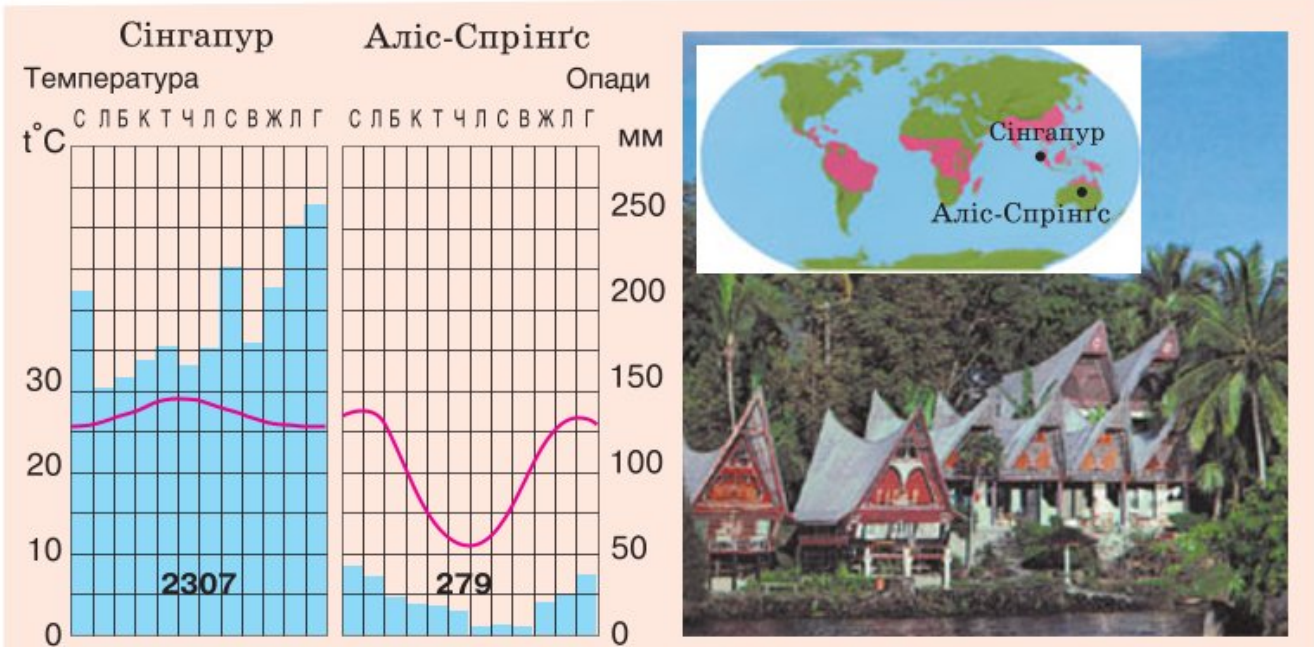 Сінгапур Аліс-Спрінґс
Температура Опади
С Л Б К Т Ч Л С В Ж Л Г С Л Б К Т Ч Л С В Ж Л Г
t°C мм
250
200
30 150
20 100
10 50
2307 279
0 0
Сінгапур
Аліс-Спрінґс